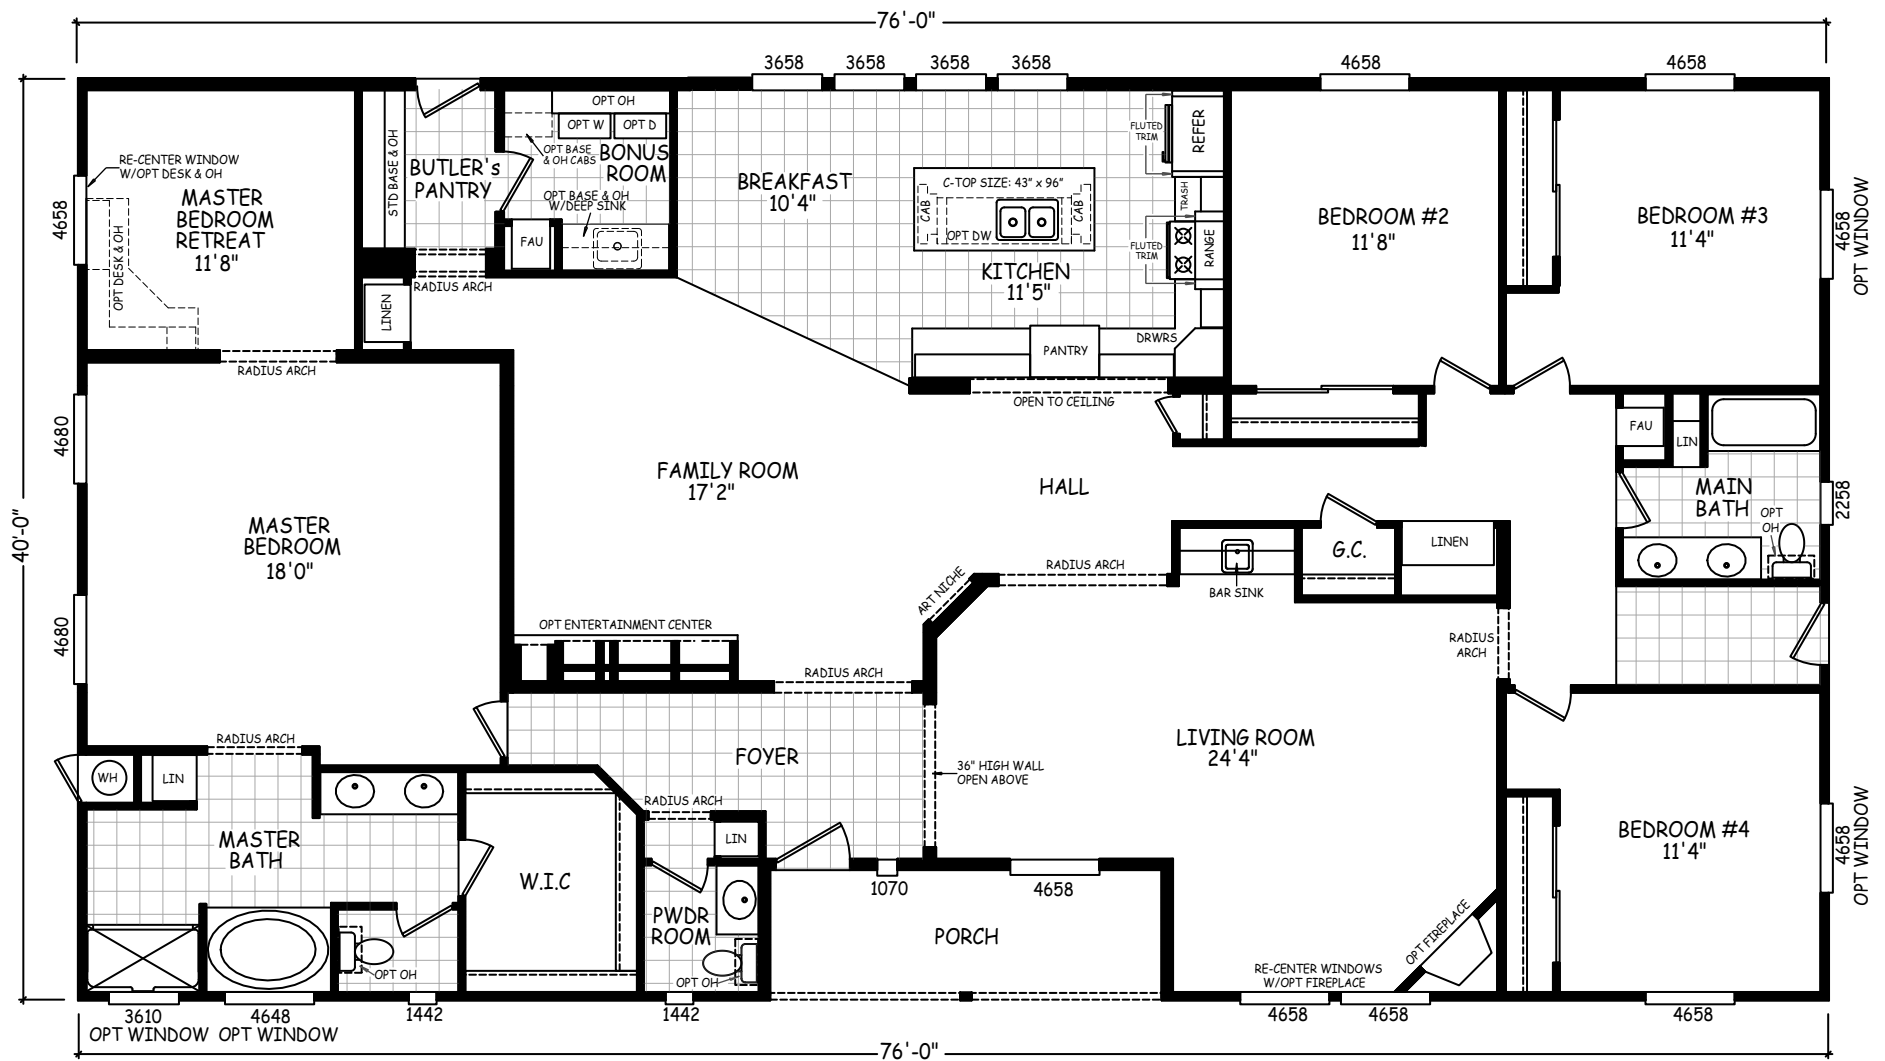 76'-0"
3658
3658
3658
3658
4658
4658
OPT OH
OPT W
OPT D
STD BASE & OH
BUTLER's
PANTRY
OPT BASE
& OH CABS
BONUS
ROOM
OPT BASE & OH
W/DEEP SINK
FAU
RADIUS ARCH
LINEN
RE-CENTER WINDOW
W/OPT DESK & OH
4658
MASTER
BEDROOM
RETREAT
11'8"
OPT DESK & OH
RADIUS ARCH
BREAKFAST
10'4"
C-TOP SIZE: 43" x 96"
CAB
CAB
OPT DW
KITCHEN
11'5"
FLUTED
TRIM
REFER
TRASH
FLUTED
TRIM
RANGE
DRWRS
PANTRY
OPEN TO CEILING
BEDROOM #2
11'8"
BEDROOM #3
11'4"
4658
OPT WINDOW
4680
4680
40'-0"
MASTER
BEDROOM
18'0"
FAMILY ROOM
17'2"
HALL
FAU
LIN
MAIN
BATH
OPT
OH
2258
G.C.
LINEN
BAR SINK
RADIUS ARCH
ART NICHE
OPT ENTERTAINMENT CENTER
RADIUS ARCH
RADIUS
ARCH
RADIUS ARCH
WH
LIN
FOYER
36" HIGH WALL
OPEN ABOVE
LIVING ROOM
24'4"
RADIUS ARCH
LIN
MASTER
BATH
W.I.C
PWDR
ROOM
OPT OH
OPT OH
1070
4658
PORCH
OPT FIREPLACE
RE-CENTER WINDOWS
W/OPT FIREPLACE
BEDROOM #4
11'4"
4658
OPT WINDOW
3610
OPT WINDOW
4648
OPT WINDOW
1442
1442
4658
4658
4658
76'-0"